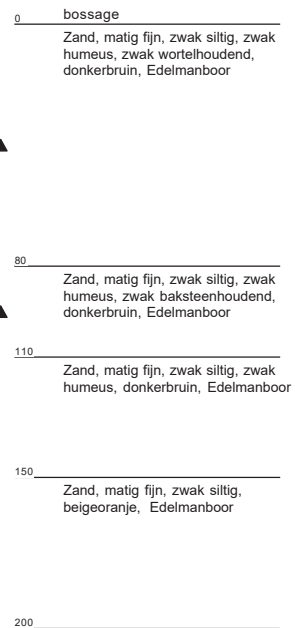 0 bossage
Zand, matig fijn, zwak siltig, zwak
humeus, zwak wortelhoudend,
donkerbruin, Edelmanboor
80
Zand, matig fijn, zwak siltig, zwak
humeus, zwak baksteenhoudend,
donkerbruin, Edelmanboor
110
Zand, matig fijn, zwak siltig, zwak
humeus, donkerbruin, Edelmanboor
150
Zand, matig fijn, zwak siltig,
beigeoranje, Edelmanboor
200